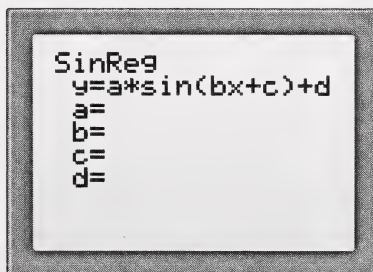 SinReg
y=a*sin(bx+c)+d
a=
b=
c=
d=